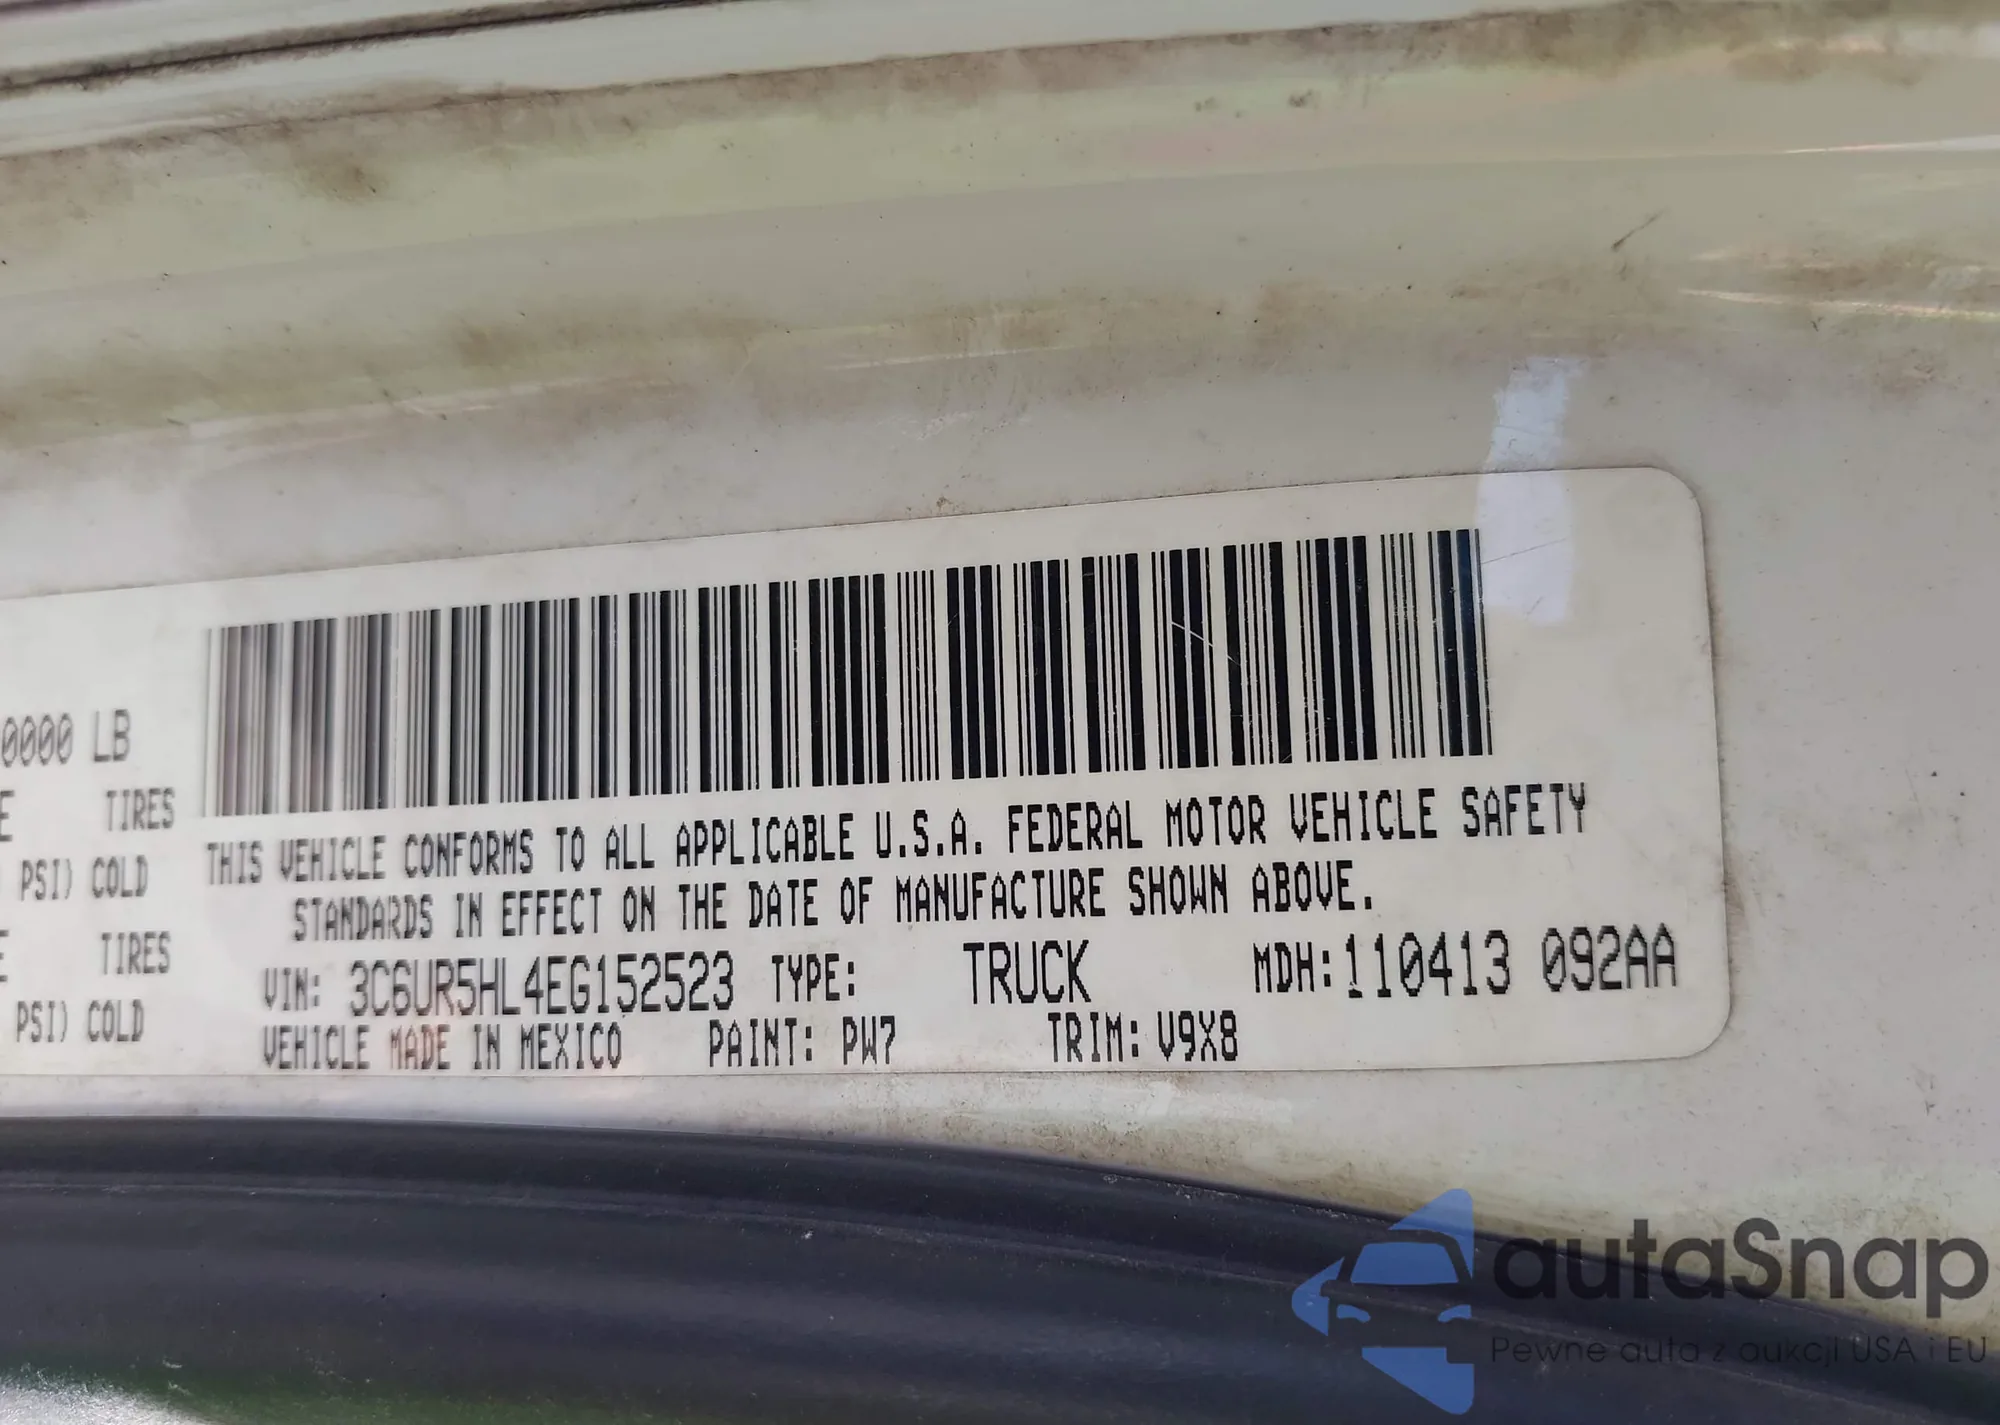 0000 LB
TIRES
PSI) COLD
TIRES
PSI) COLD
THIS VEHICLE CONFORMS TO ALL APPLICABLE U.S.A. FEDERAL MOTOR VEHICLE SAFETY
STANDARDS IN EFFECT ON THE DATE OF MANUFACTURE SHOWN ABOVE.
VIN: 3C6UR5HL4EG152523 TYPE: TRUCK MDH:110413 092AA
VEHICLE MADE IN MEXICO PAINT: PW7 TRIM: V9X8
autaSnap
Pewne auta z aukcji USA i EU